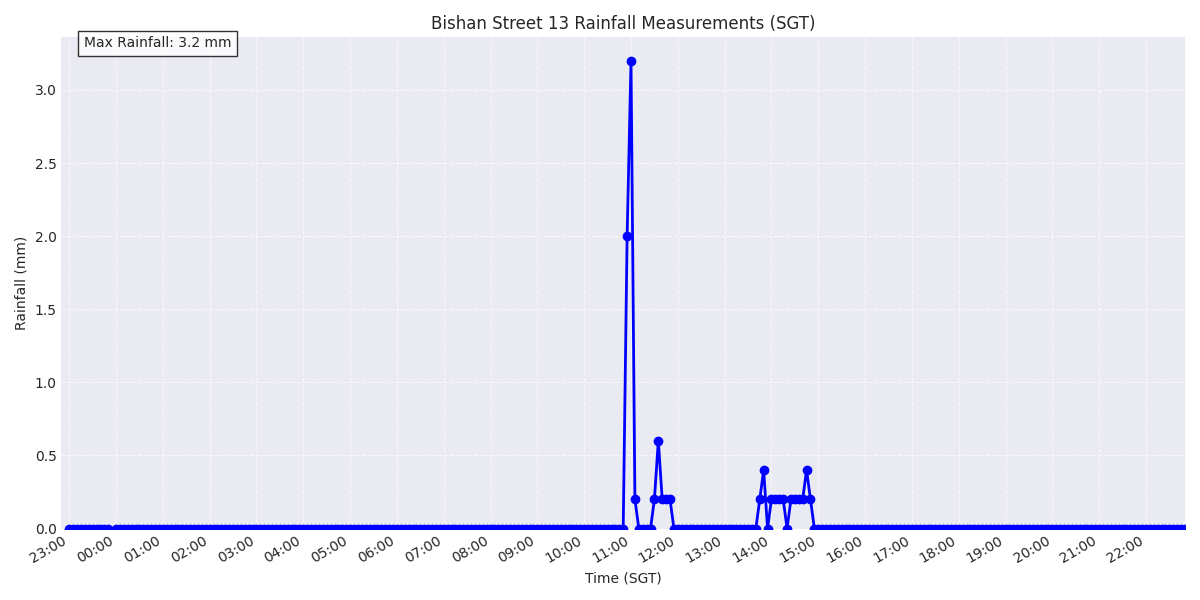 Bishan Street 13 Rainfall Measurements (SGT)
Max Rainfall: 3.2 mm
Rainfall (mm)
3.0
2.5
2.0
1.5
1.0
0.5
0.0
23:00 00:00 01:00 02:00 03:00 04:00 05:00 06:00 07:00 08:00 09:00 10:00 11:00 12:00 13:00 14:00 15:00 16:00 17:00 18:00 19:00 20:00 21:00 22:00
Time (SGT)